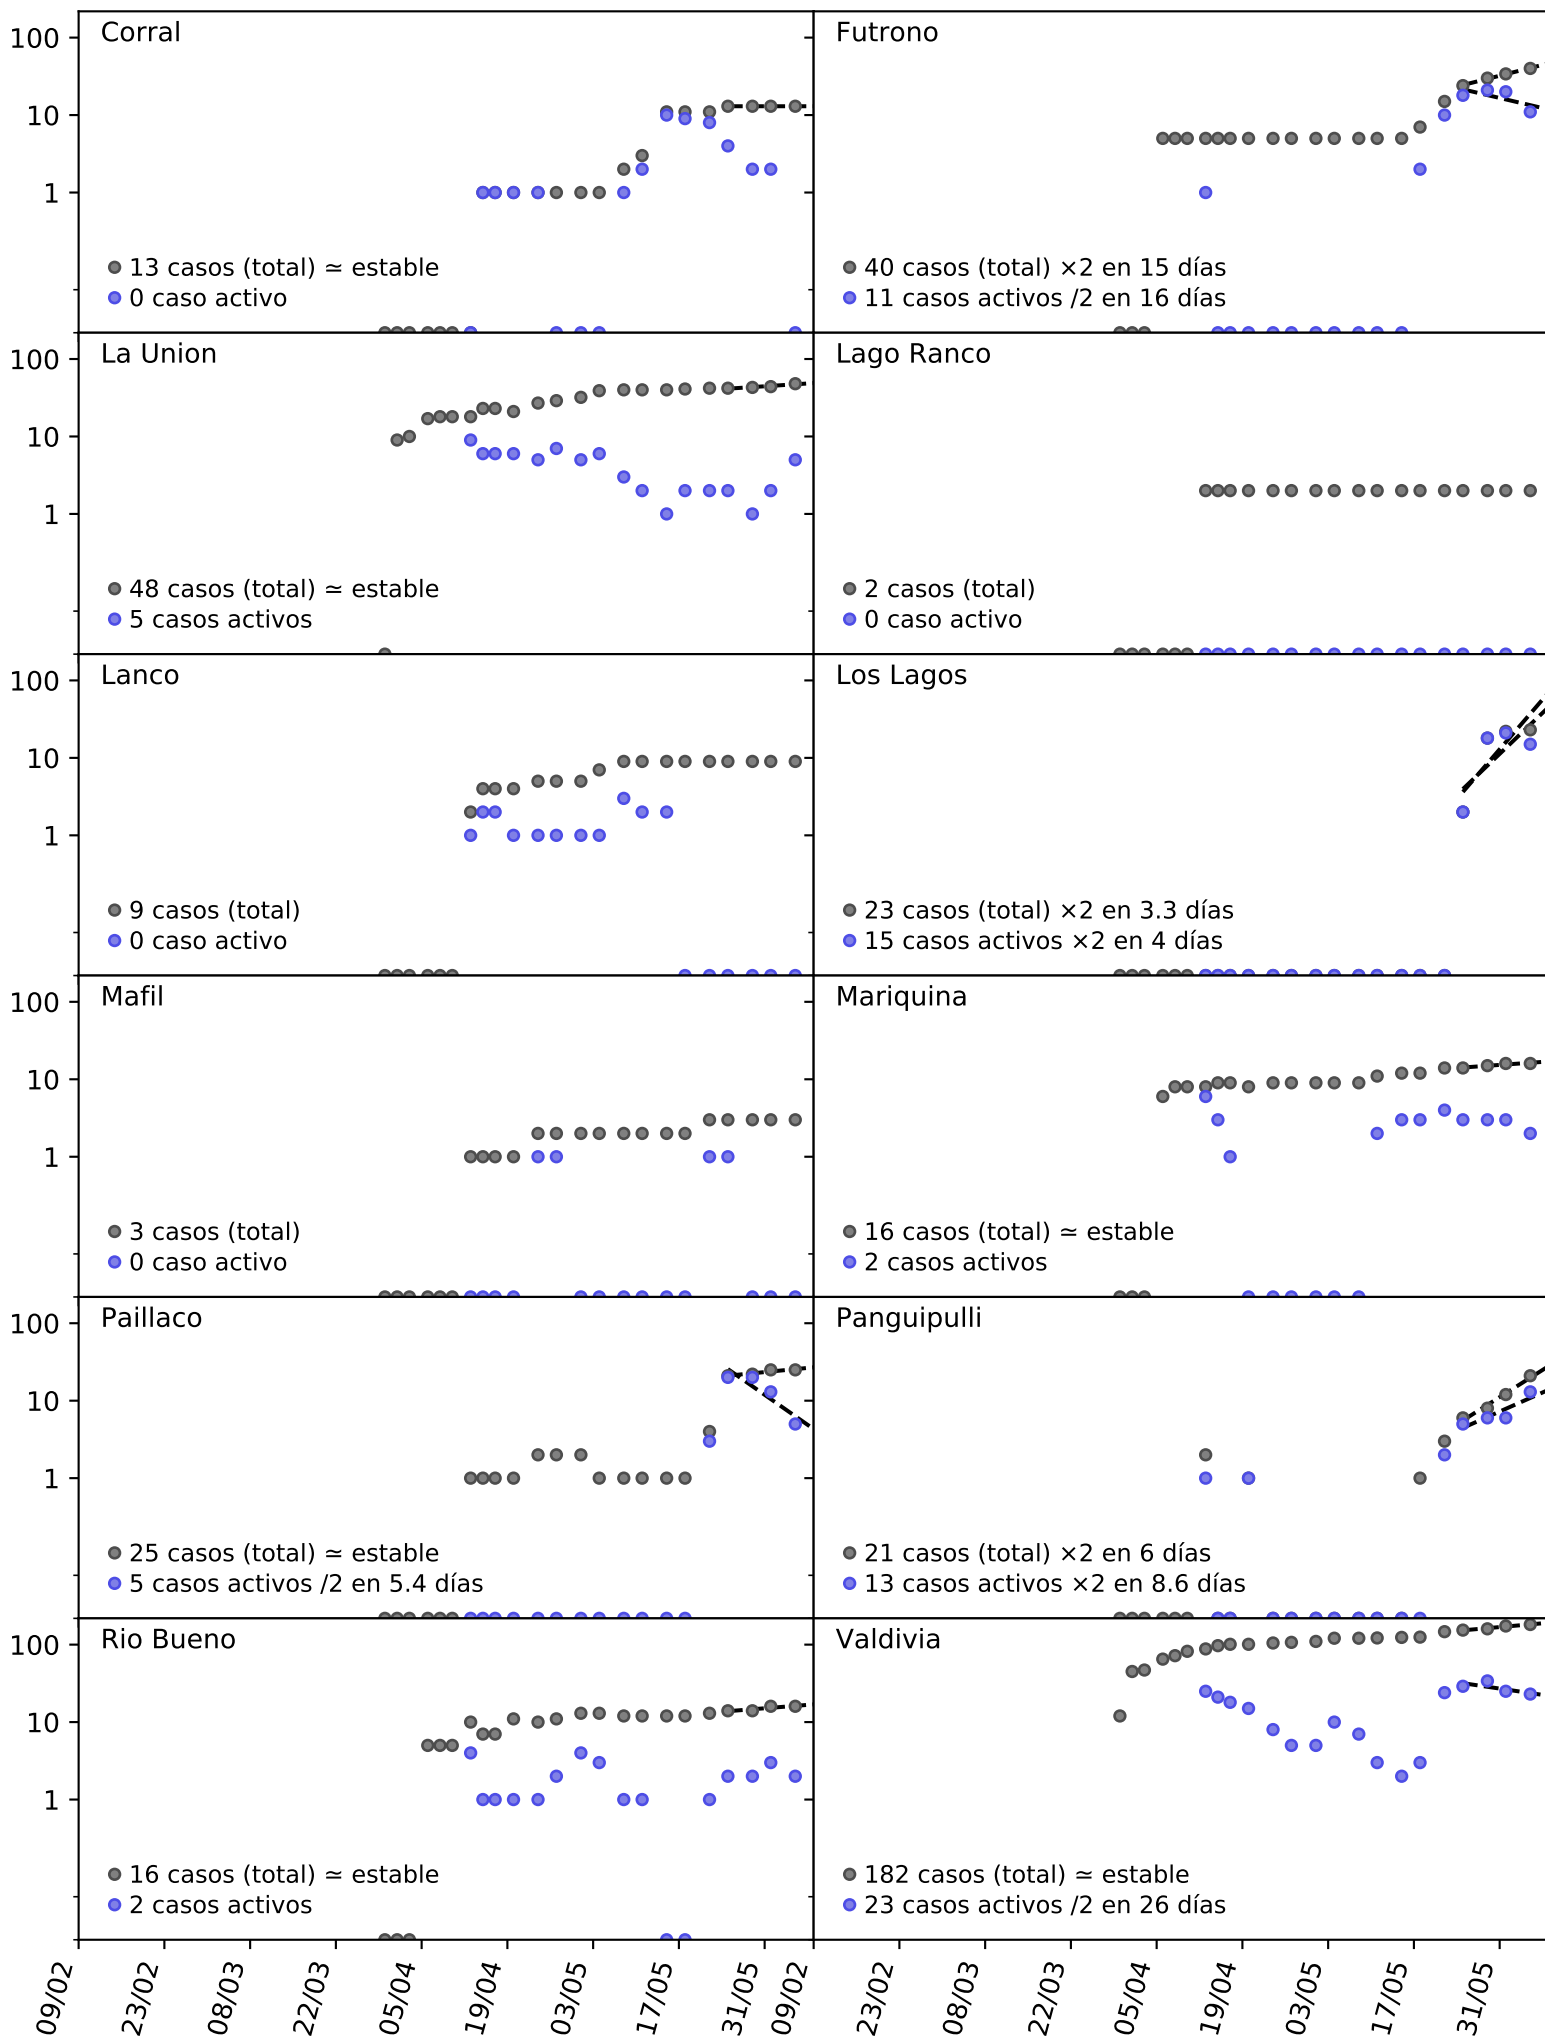 Corral
Futrono
100
10
1
13 casos (total) ≃ estable
0 caso activo
40 casos (total) ×2 en 15 días
11 casos activos /2 en 16 días
La Union
Lago Ranco
100
10
1
48 casos (total) ≃ estable
5 casos activos
2 casos (total)
0 caso activo
Lanco
Los Lagos
100
10
1
9 casos (total)
0 caso activo
23 casos (total) ×2 en 3.3 días
15 casos activos ×2 en 4 días
Mafil
Mariquina
100
10
1
3 casos (total)
0 caso activo
16 casos (total) ≃ estable
2 casos activos
Paillaco
Panguipulli
100
10
1
25 casos (total) ≃ estable
5 casos activos /2 en 5.4 días
21 casos (total) ×2 en 6 días
13 casos activos ×2 en 8.6 días
Rio Bueno
Valdivia
100
10
1
16 casos (total) ≃ estable
2 casos activos
182 casos (total) ≃ estable
23 casos activos /2 en 26 días
09/02
23/02
08/03
22/03
05/04
19/04
03/05
17/05
31/05
09/02
23/02
08/03
22/03
05/04
19/04
03/05
17/05
31/05